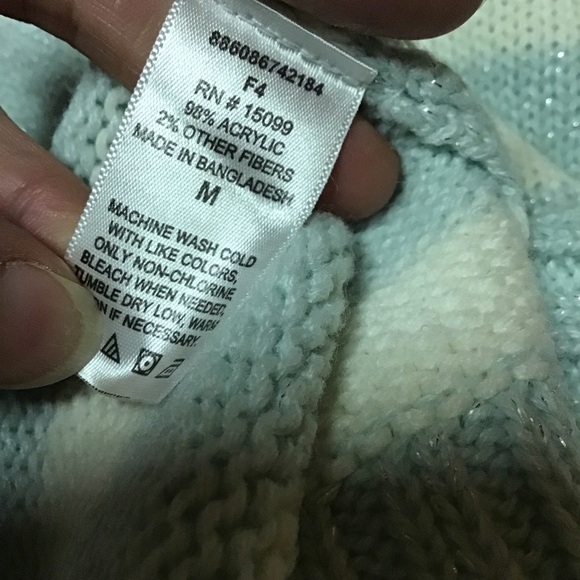 886086742184
F4
RN # 15099
98% ACRYLIC
2% OTHER FIBERS
MADE IN BANGLADESH
M
MACHINE WASH COLD
WITH LIKE COLORS,
ONLY NON-CHLORINE
BLEACH WHEN NEEDED,
TUMBLE DRY LOW, WARM
IF NECESSARY